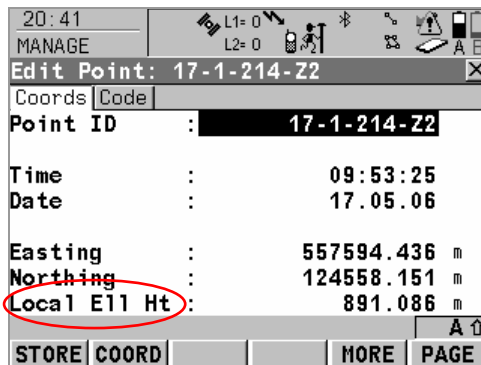 20:41
MANAGE
L1= 0
L2= 0
A B
Edit Point: 17-1-214-Z2 X
Coords Code
Point ID : 17-1-214-Z2
Time : 09:53:25
Date : 17.05.06
Easting : 557594.436 m
Northing : 124558.151 m
Local Ell Ht : 891.086 m
A
STORE COORD MORE PAGE